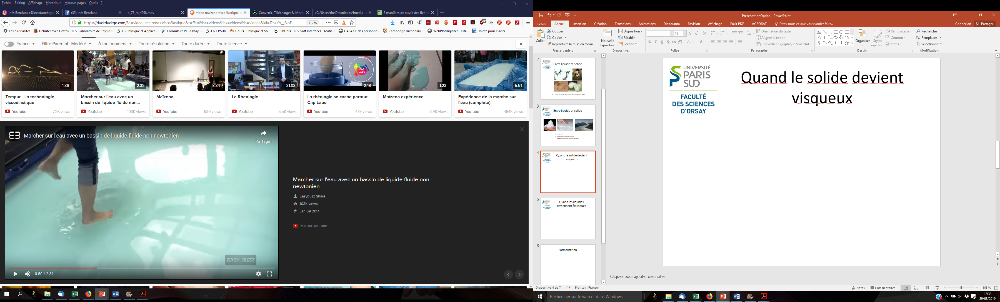 Fichier Édition Affichage Historique Marque-pages Outils ?
Inès Benziane (@inesdattebay
(35) Inès Benziane
b_77_m_4098.mov
video maizena viscoélastique a
Convertir, Télécharger & Mont
/C:/Users/rio/Downloads/imedia-
3 manières de ouvrir des fichie
https://duckduckgo.com/?q=video+maizena+viscoélastique&t=ffab&iar=videos&iax=videos&ia=videos&iai=DhzKA__fkoE
110 %
39
Les plus visités
Débuter avec Firefox
Laboratoire de Physiq...
L3 Physique et Applica...
Formulaire PEB Orsay ...
ENT PSUD
Cours : Physique et So...
BibCnrs
Soft Interfaces - Matiè...
GALAXIE des personne...
Cambridge Dictionary ...
WebPlotDigitizer - Extr...
Doigté pour clavier
France
Filtre Parental : Modéré
À tout moment
Toute résolution
Toute durée
Toute licence
1:36
Tempur - La technologie
viscoélastique
YouTube 7.2K views
2:32
Marcher sur l'eau avec un
bassin de liquide fluide non...
YouTube 103K views
8:34
Maïzena
YouTube 530 views
31:03
La Rheologie
YouTube 5.5K views
CAP
LABO
2:18
La rhéologie se cache partout -
Cap Labo
YouTube 479 views
1:23
Maïzena expérience
YouTube 3.9K views
5:51
Expérience de la marche sur
l'eau (complète).
YouTube 464K views
Marcher sur l'eau avec un bassin de liquide fluide non newtonien
Partager
EASY BUZZ
0:50 / 2:31
Marcher sur l'eau avec un bassin de liquide fluide non
newtonien
Easybuzz Share
103K views
Jan 09 2014
Plus sur YouTube
PresentationOption - PowerPoint
Fichier
Accueil
Insertion
Création
Transitions
Animations
Diaporama
Révision
Affichage
Foxit PDF
ACROBAT
Dites-nous ce que vous voulez faire..
Connexion
Partager
Coller
Couper
Copier
Reproduire la mise en forme
Presse-papiers
Nouvelle
diapositive
Disposition
Rétablir
Section
Diapositives
18
G I S S abc AV Aa A
Police
Orientation du texte
Aligner le texte
Convertir en graphique SmartArt
Paragraphe
Organiser
Styles
rapides
Remplissage
Contour
Effets
Dessin
Rechercher
Remplacer
Sélectionner
Modification
2
Entre liquide et solide
3
Entre liquide et solide
4
Quand le solide devient
visqueux
5
Quand les liquides
deviennent élastiques
6
Formalisation
UNIVERSITÉ
PARIS
SUD
FACULTÉ
DES SCIENCES
D'ORSAY
Quand le solide devient
visqueux
Cliquez pour ajouter des notes
Diapositive 4 de 7
Français (France)
Notes
Commentaires
105 %
Rechercher sur le web et dans Windows
13:38
29/08/2019